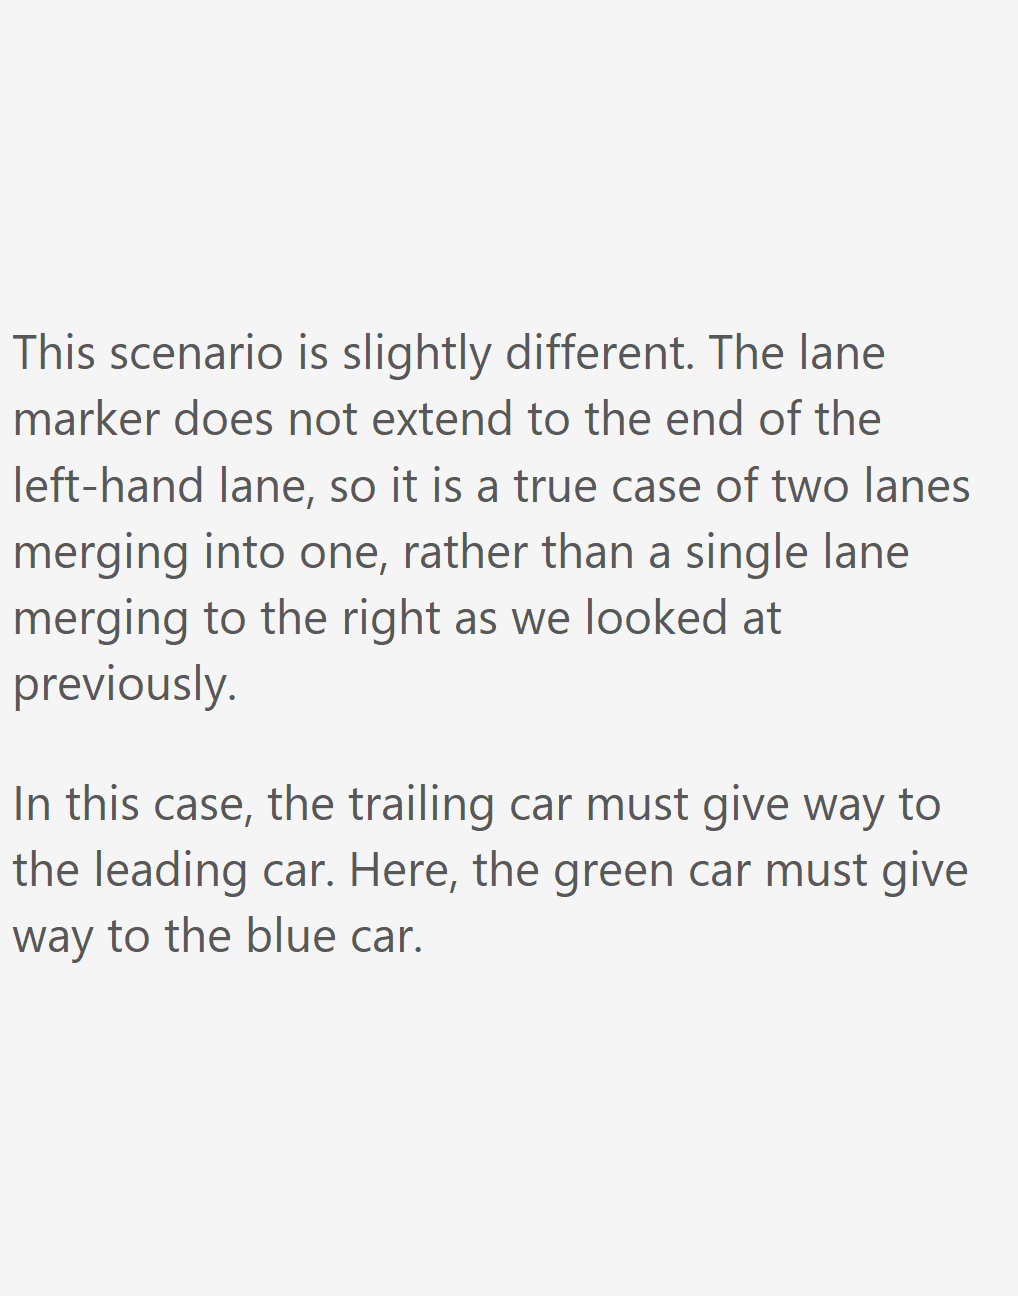 This scenario is slightly different. The lane
marker does not extend to the end of the
left-hand lane, so it is a true case of two lanes
merging into one, rather than a single lane
merging to the right as we looked at
previously.
In this case, the trailing car must give way to
the leading car. Here, the green car must give
way to the blue car.